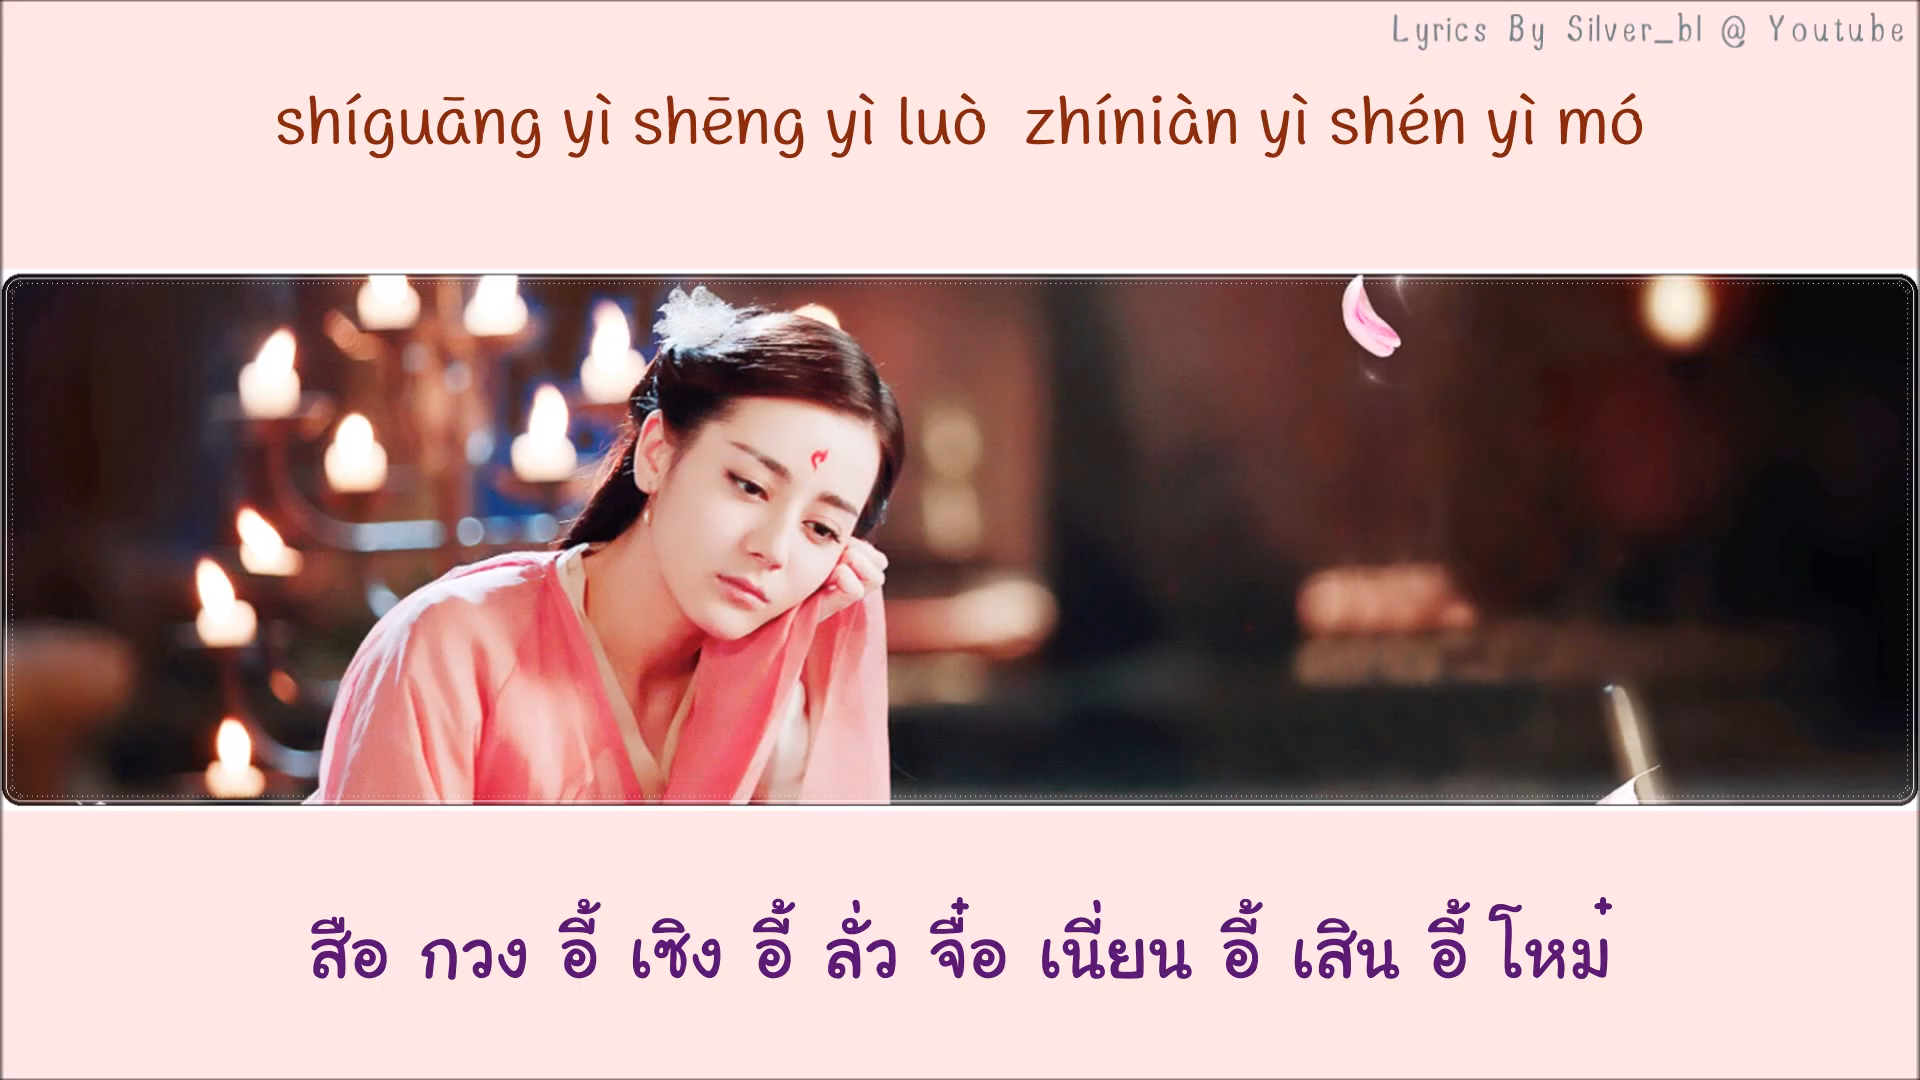 Lyrics By Silver_bl @ Youtube
shíguāng yì shēng yì luò zhíniàn yì shén yì mó
สือ กวง อี้ เซิง อี้ ลั่ว จื๋อ เนี่ยน อี้ เสิน อี้ โหม๋